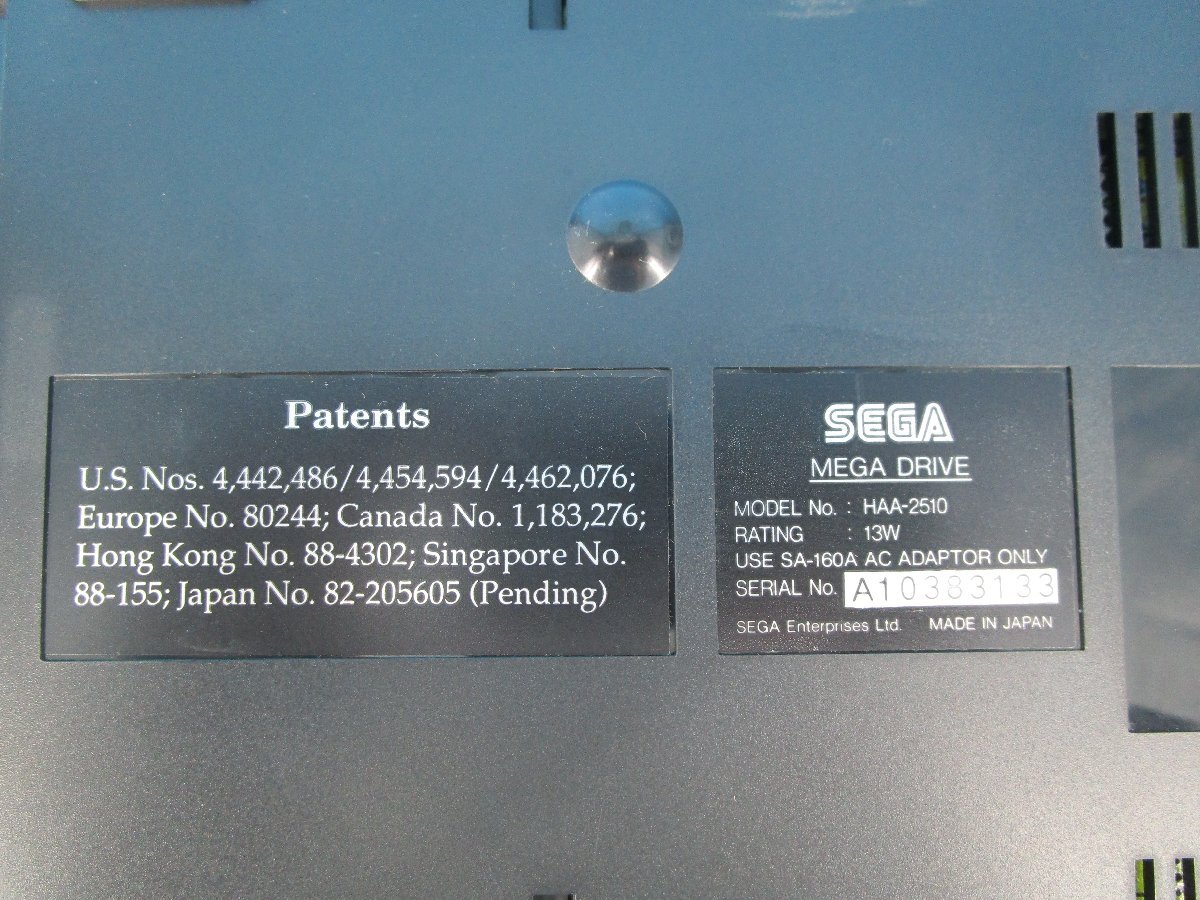 Patents
U.S. Nos. 4,442,486/4,454,594/4,462,076;
Europe No. 80244; Canada No. 1,183,276;
Hong Kong No. 88-4302; Singapore No.
88-155; Japan No. 82-205605 (Pending)
SEGA
MEGA DRIVE
MODEL No. : HAA-2510
RATING : 13W
USE SA-160A AC ADAPTOR ONLY
SERIAL No. A10383133
SEGA Enterprises Ltd. MADE IN JAPAN